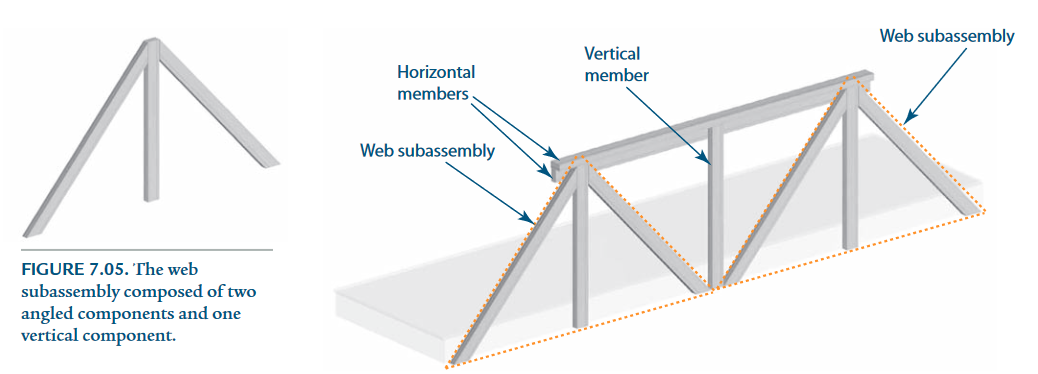 FIGURE 7.05. The web
subassembly composed of two
angled components and one
vertical component.
Horizontal
members
Web subassembly
Vertical
member
Web subassembly